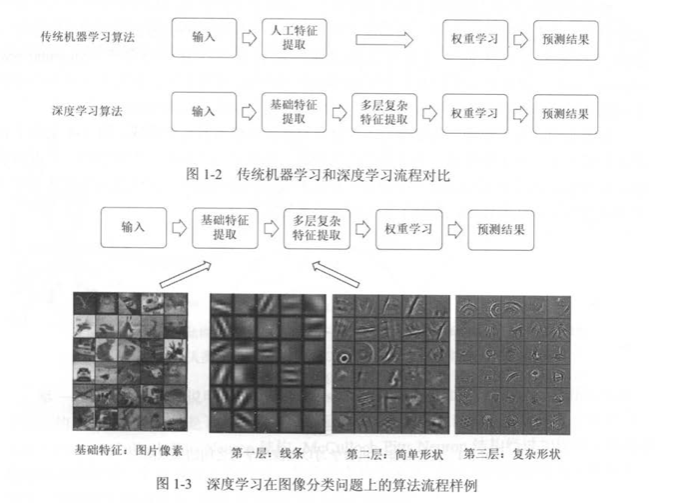 传统机器学习算法 输入 人工特征 权重学习 预测结果
提取
深度学习算法 输入 基础特征 多层复杂 权重学习 预测结果
提取 特征提取
图 1-2 传统机器学习和深度学习流程对比
输入 基础特征 多层复杂 权重学习 预测结果
提取 特征提取
基础特征：图片像素 第一层：线条 第二层：简单形状 第三层：复杂形状
图 1-3 深度学习在图像分类问题上的算法流程样例